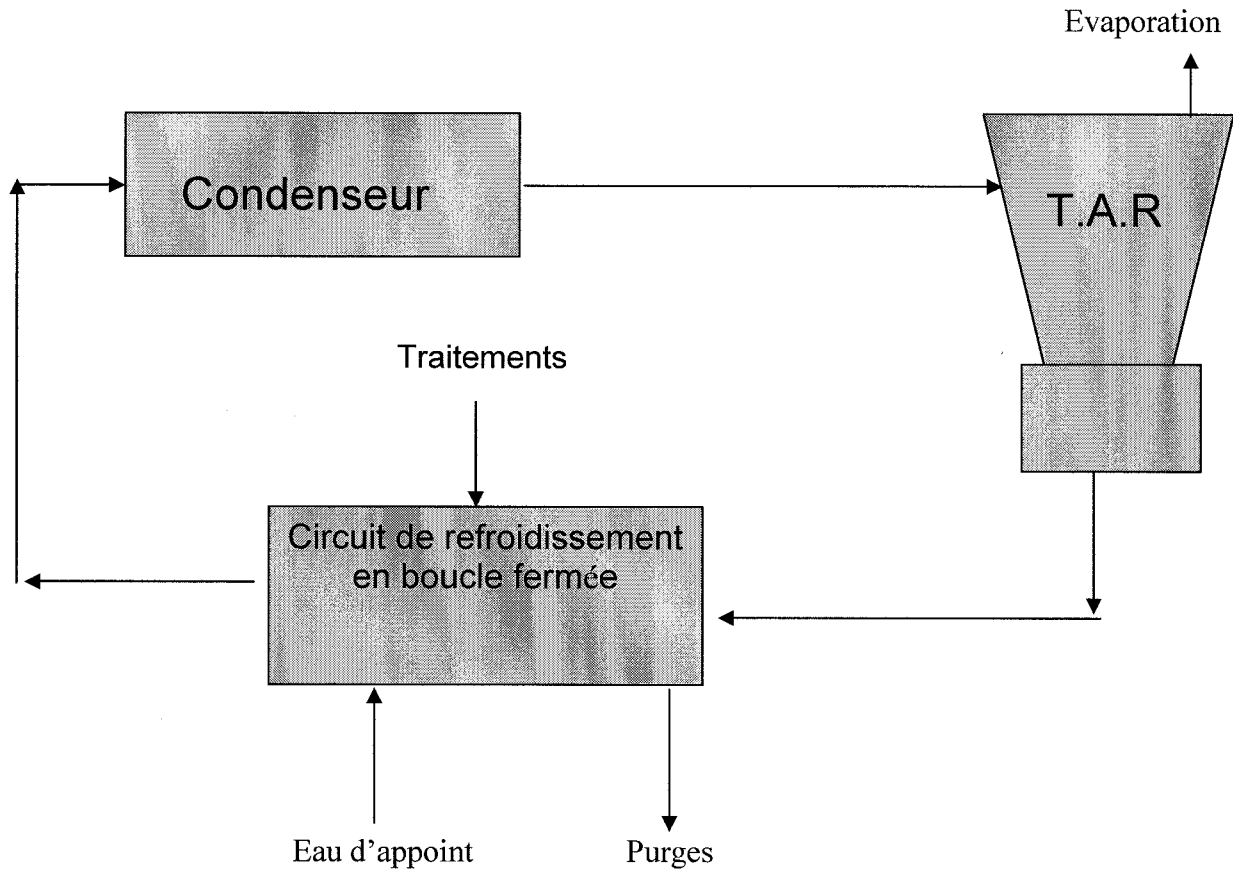 Evaporation
Condenseur
T.A.R
Traitements
Circuit de refroidissement
en boucle fermée
Eau d’appoint
Purges